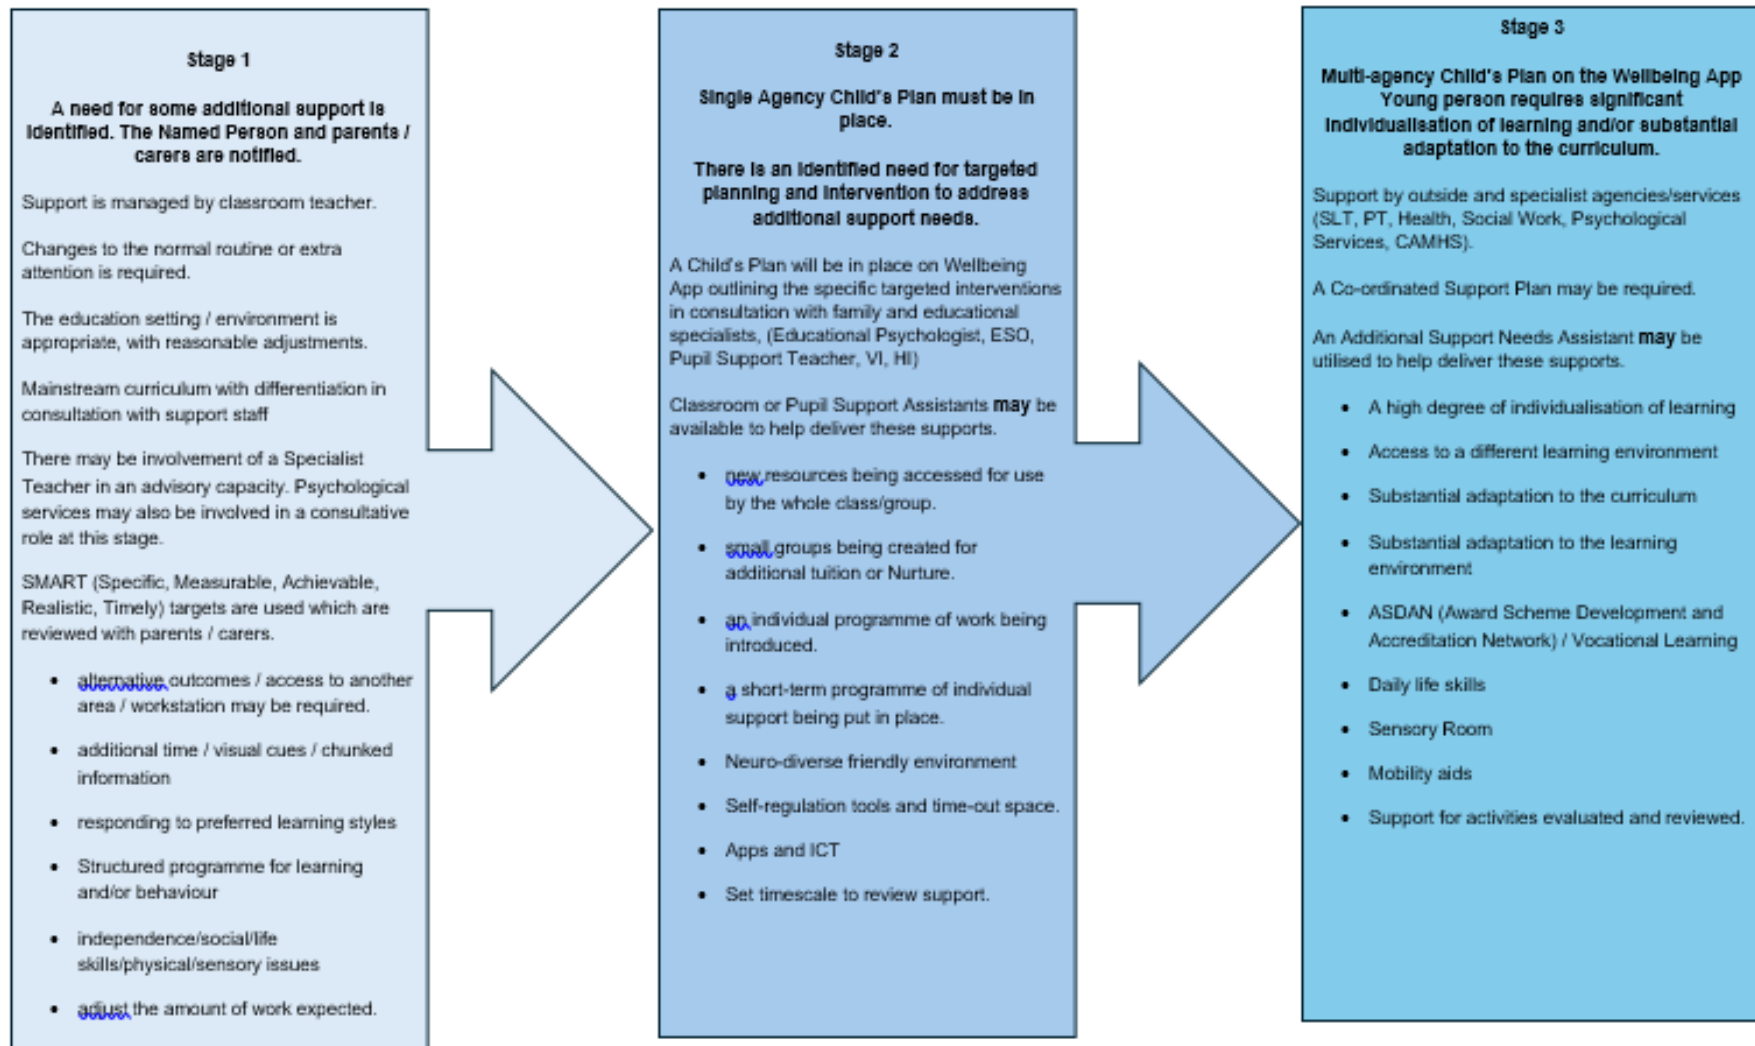 Stage 1
A need for some additional support is
identified. The Named Person and parents /
carers are notified.
Support is managed by classroom teacher.
Changes to the normal routine or extra
attention is required.
The education setting / environment is
appropriate, with reasonable adjustments.
Mainstream curriculum with differentiation in
consultation with support staff
There may be involvement of a Specialist
Teacher in an advisory capacity. Psychological
services may also be involved in a consultative
role at this stage.
SMART (Specific, Measurable, Achievable,
Realistic, Timely) targets are used which are
reviewed with parents / carers.
• alternative outcomes / access to another
area / workstation may be required.
• additional time / visual cues / chunked
information
• responding to preferred learning styles
• Structured programme for learning
and/or behaviour
• independence/social/life
skills/physical/sensory issues
• adjust the amount of work expected.
Stage 2
Single Agency Child's Plan must be in
place.
There is an identified need for targeted
planning and intervention to address
additional support needs.
A Child's Plan will be in place on Wellbeing
App outlining the specific targeted interventions
in consultation with family and educational
specialists, (Educational Psychologist, ESO,
Pupil Support Teacher, VI, HI)
Classroom or Pupil Support Assistants may be
available to help deliver these supports.
• new resources being accessed for use
by the whole class/group.
• small groups being created for
additional tuition or Nurture.
• an individual programme of work being
introduced.
• a short-term programme of individual
support being put in place.
• Neuro-diverse friendly environment
• Self-regulation tools and time-out space.
• Apps and ICT
• Set timescale to review support.
Stage 3
Multi-agency Child's Plan on the Wellbeing App
Young person requires significant
individualisation of learning and/or substantial
adaptation to the curriculum.
Support by outside and specialist agencies/services
(SLT, PT, Health, Social Work, Psychological
Services, CAMHS).
A Co-ordinated Support Plan may be required.
An Additional Support Needs Assistant may be
utilised to help deliver these supports.
• A high degree of individualisation of learning
• Access to a different learning environment
• Substantial adaptation to the curriculum
• Substantial adaptation to the learning
environment
• ASDAN (Award Scheme Development and
Accreditation Network) / Vocational Learning
• Daily life skills
• Sensory Room
• Mobility aids
• Support for activities evaluated and reviewed.